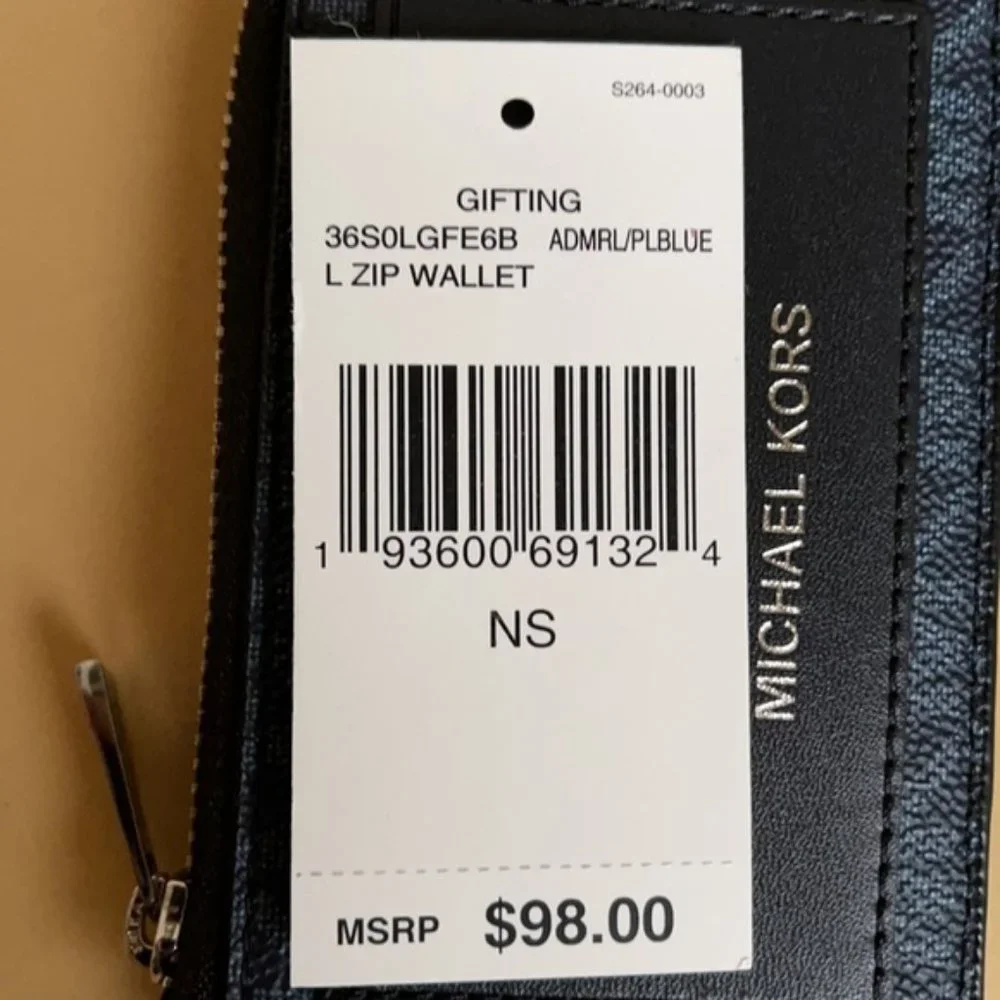 S264-0003
GIFTING
36S0LGFE6B ADMRL/PLBLUE
L ZIP WALLET
1 93600 69132 4
NS
MSRP $98.00
MICHAEL KORS